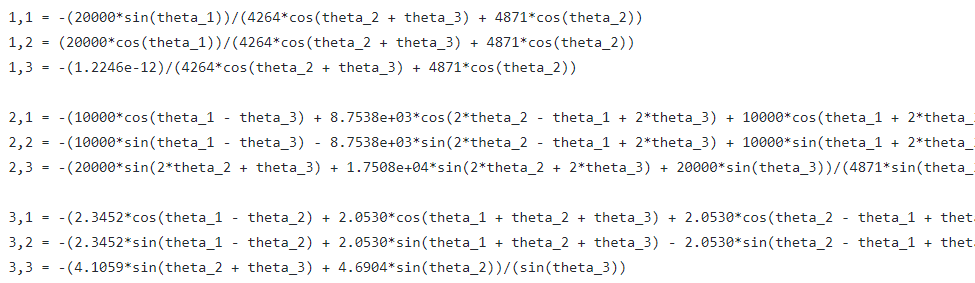 1,1 = -(20000*sin(theta_1))/(4264*cos(theta_2 + theta_3) + 4871*cos(theta_2))
1,2 = (20000*cos(theta_1))/(4264*cos(theta_2 + theta_3) + 4871*cos(theta_2))
1,3 = -(1.2246e-12)/(4264*cos(theta_2 + theta_3) + 4871*cos(theta_2))
2,1 = -(10000*cos(theta_1 - theta_3) + 8.7538e+03*cos(2*theta_2 - theta_1 + 2*theta_3) + 10000*cos(theta_1 + 2*theta_
2,2 = -(10000*sin(theta_1 - theta_3) - 8.7538e+03*sin(2*theta_2 - theta_1 + 2*theta_3) + 10000*sin(theta_1 + 2*theta_
2,3 = -(20000*sin(2*theta_2 + theta_3) + 1.7508e+04*sin(2*theta_2 + 2*theta_3) + 20000*sin(theta_3))/(4871*sin(theta_
3,1 = -(2.3452*cos(theta_1 - theta_2) + 2.0530*cos(theta_1 + theta_2 + theta_3) + 2.0530*cos(theta_2 - theta_1 + thet
3,2 = -(2.3452*sin(theta_1 - theta_2) + 2.0530*sin(theta_1 + theta_2 + theta_3) - 2.0530*sin(theta_2 - theta_1 + thet
3,3 = -(4.1059*sin(theta_2 + theta_3) + 4.6904*sin(theta_2))/(sin(theta_3))